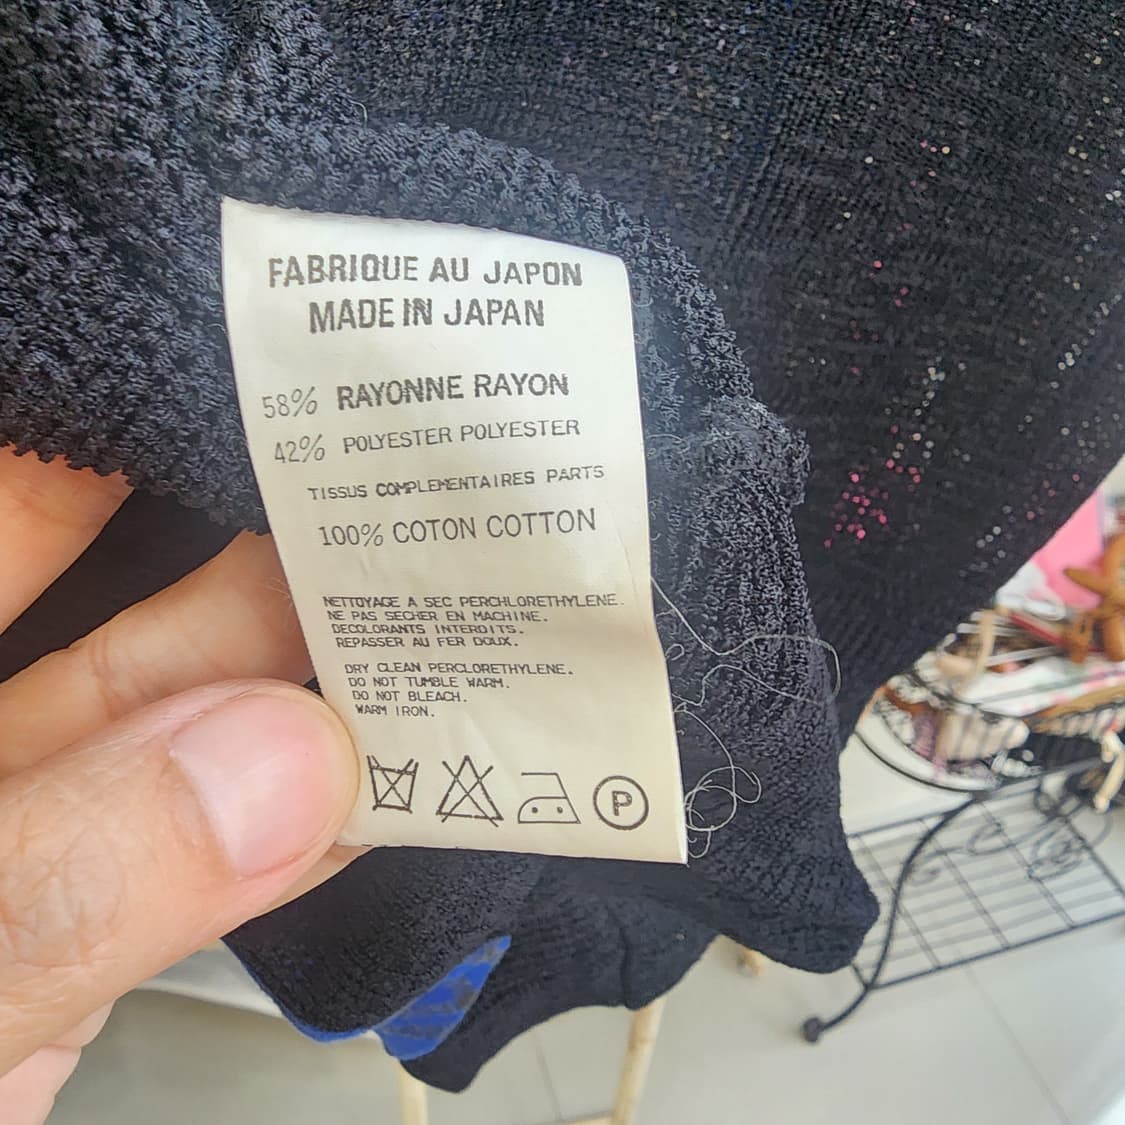 FABRIQUE AU JAPON
MADE IN JAPAN
58% RAYONNE RAYON
42% POLYESTER POLYESTER
TISSUS COMPLEMENTAIRES PARTS
100% COTON COTTON
NETTOYAGE A SEC PERCHLORETHYLENE.
NE PAS SECHER EN MACHINE.
DECOLORANTS INTERDITS.
REPASSER AU FER DOUX.
DRY CLEAN PERCLORETHYLENE.
DO NOT TUMBLE WARM.
DO NOT BLEACH.
WARM IRON.
P